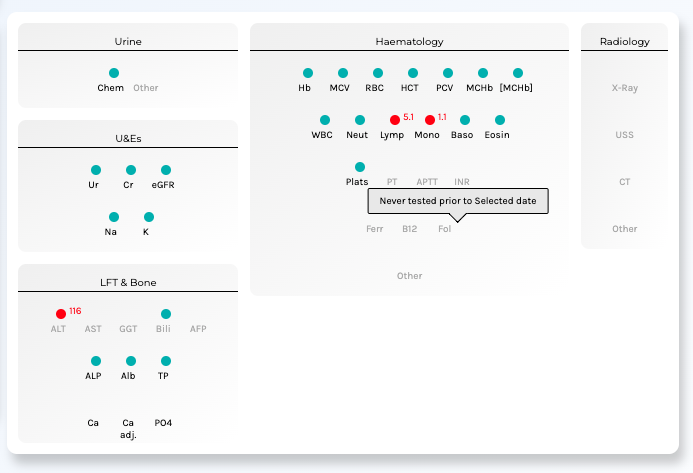 Urine
Chem Other
U&Es
Ur Cr eGFR
Na K
LFT & Bone
116
ALT AST GGT Bili AFP
ALP Alb TP
Ca Ca adj. PO4
Haematology
Hb MCV RBC HCT PCV MCHb [MCHb]
5.1 1.1
WBC Neut Lymp Mono Baso Eosin
Plats PT APTT INR
Never tested prior to Selected date
Ferr B12 Fol
Other
Radiology
X-Ray
USS
CT
Other